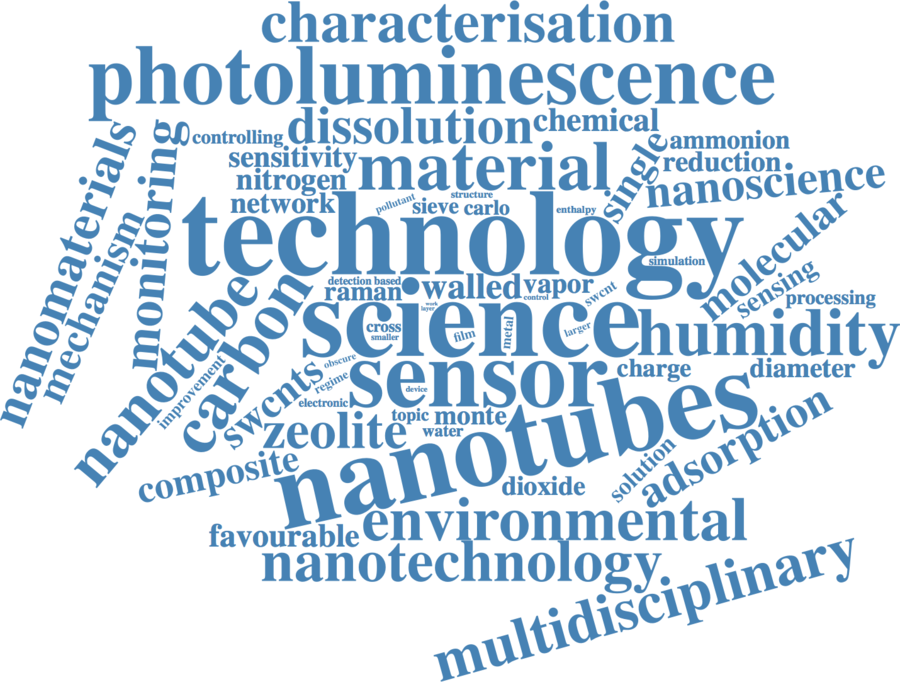 characterisation
photoluminescence
dissolution
chemical
controlling
nanomaterials
monitoring
mechanism
sensitivity
material
single
ammonion
reduction
nitrogen
nanoscience
network
pollutant
structure
sieve
carlo
enthalpy
technology
molecular
simulation
sensing
processing
detection based
raman
walled
vapor
control
swcnt
nanotube
carbon
science
work
layer
cross
smaller
film
metal
larger
humidity
improvement
swcnts
obscure
regime
electronic
sensor
device
charge
diameter
zeolite
topic
monte
water
nanotubes
adsorption
solution
composite
dioxide
favourable
environmental
nanotechnology
multidisciplinary